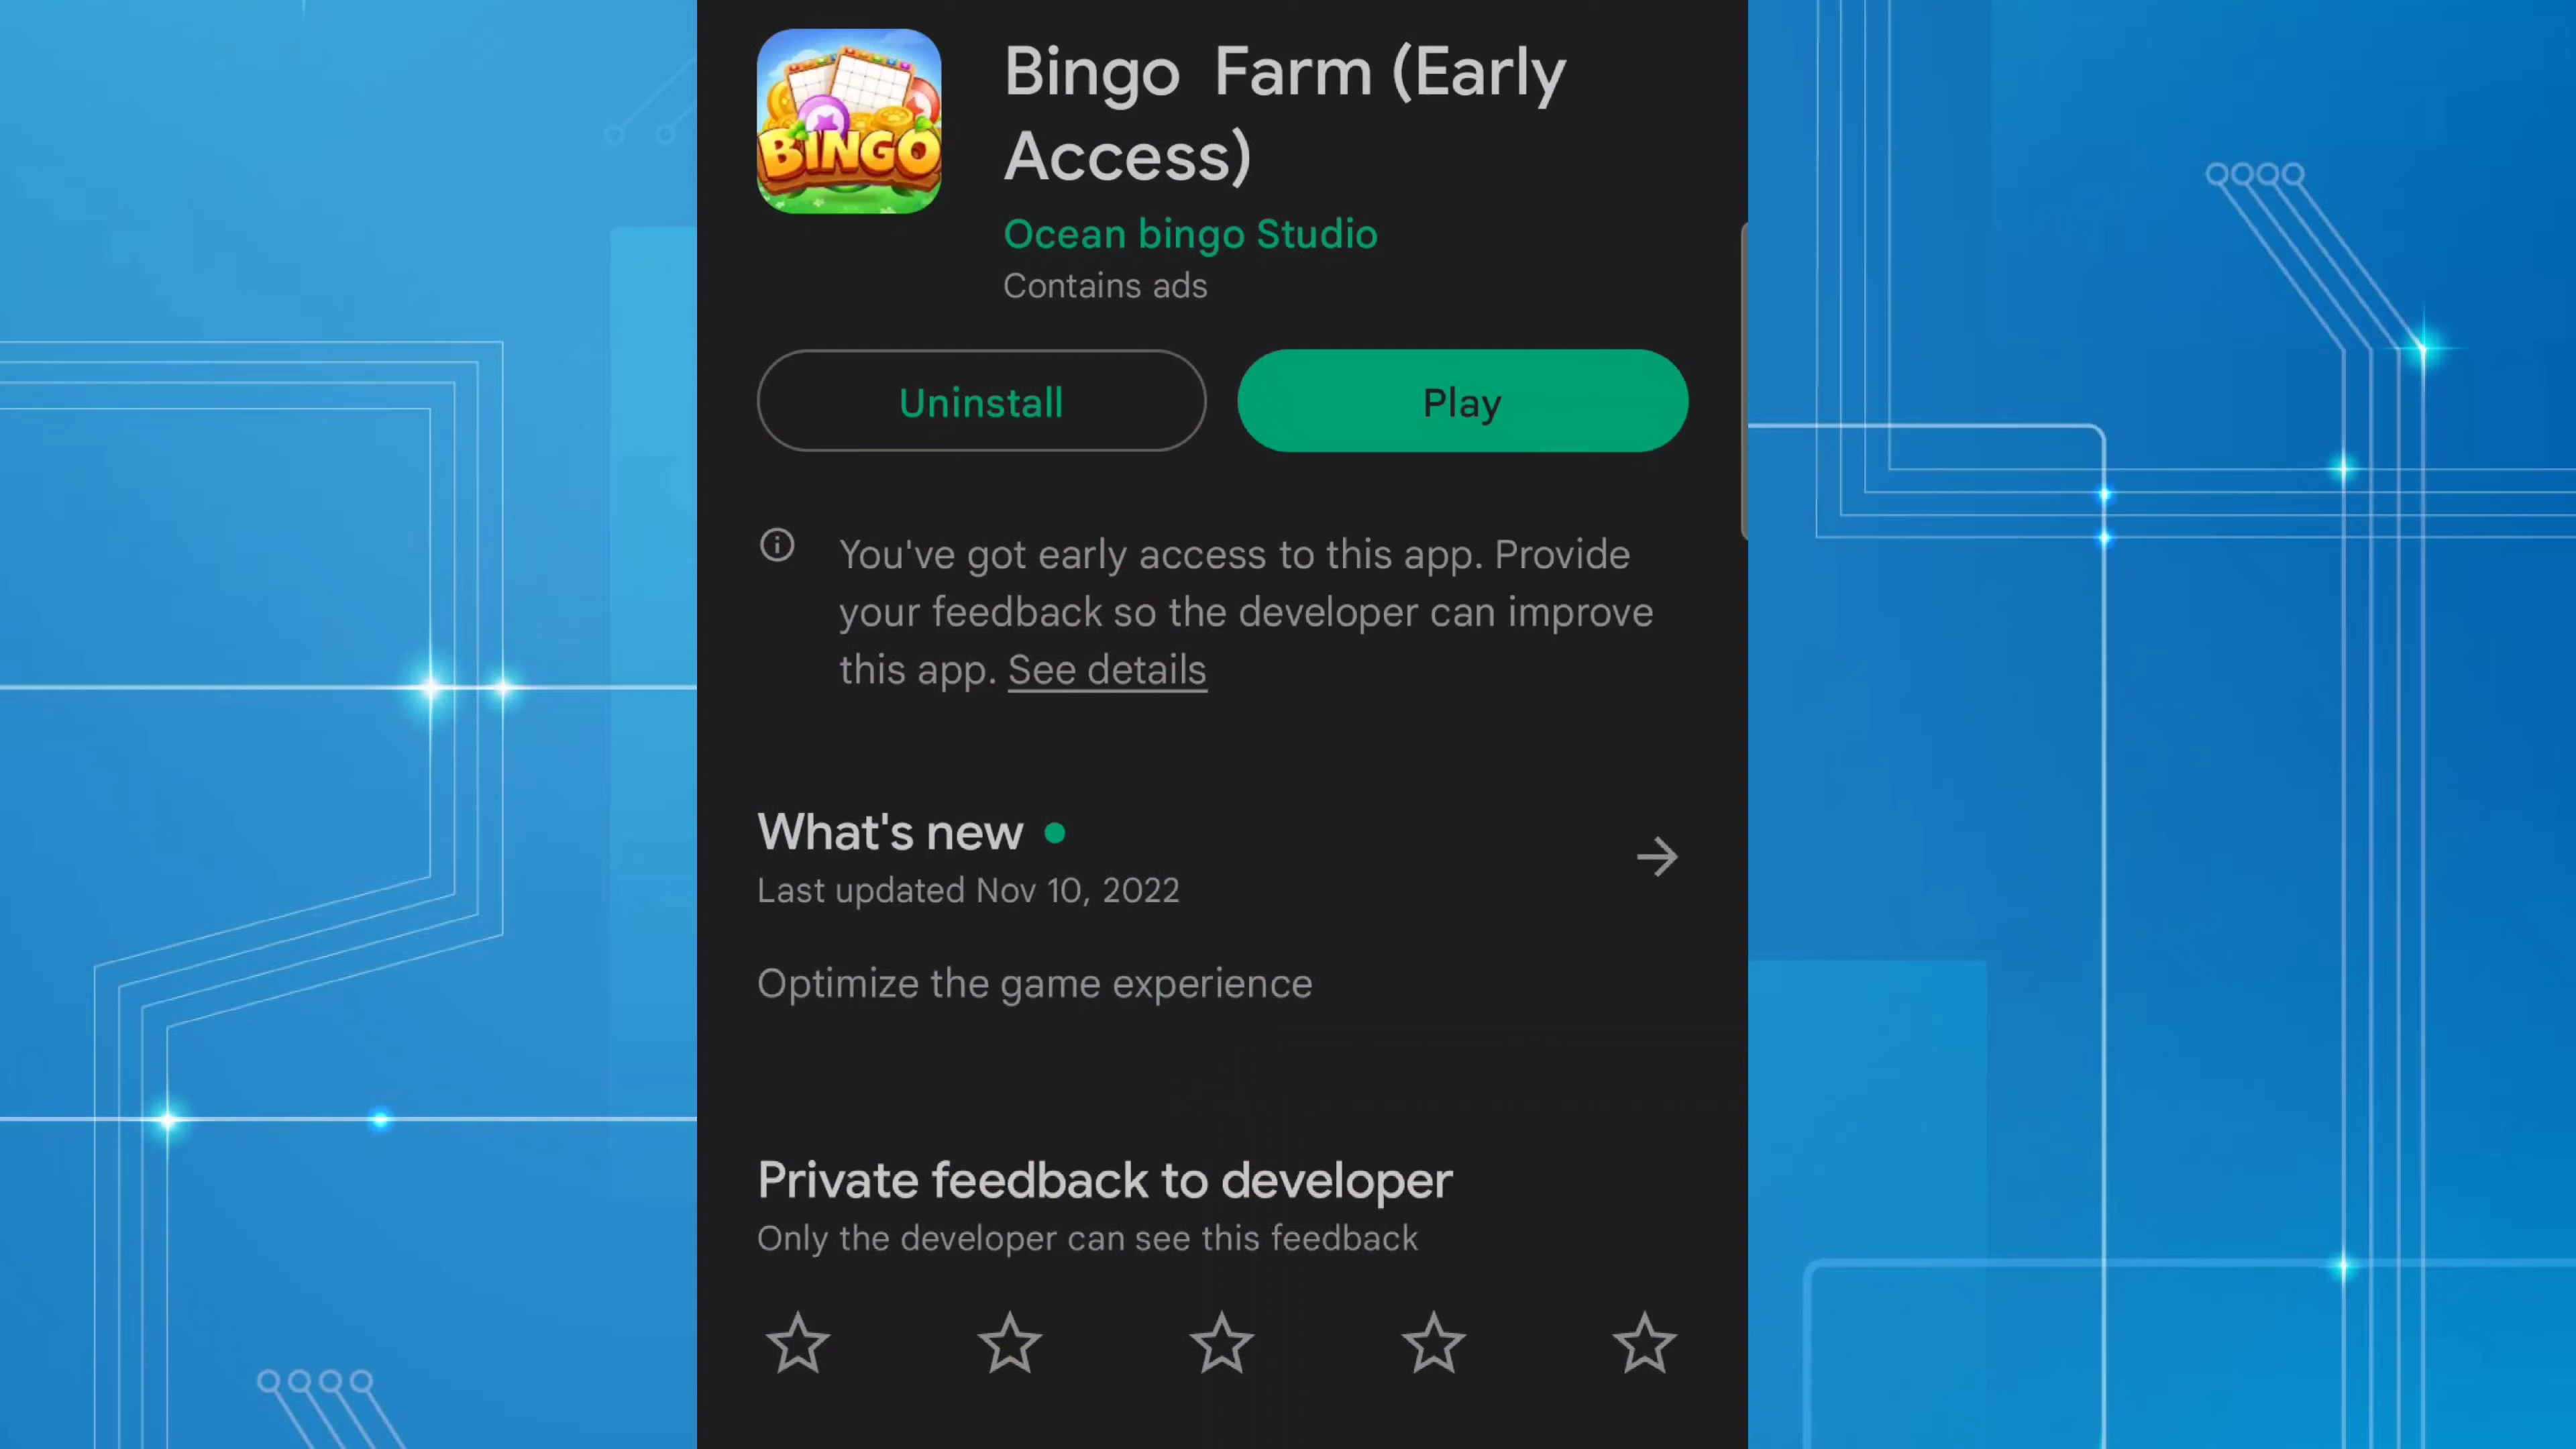 BINGO
Bingo Farm (Early
Access)
Ocean bingo Studio
Contains ads
Uninstall
Play
You've got early access to this app. Provide
your feedback so the developer can improve
this app. See details
What's new
Last updated Nov 10, 2022
Optimize the game experience
Private feedback to developer
Only the developer can see this feedback